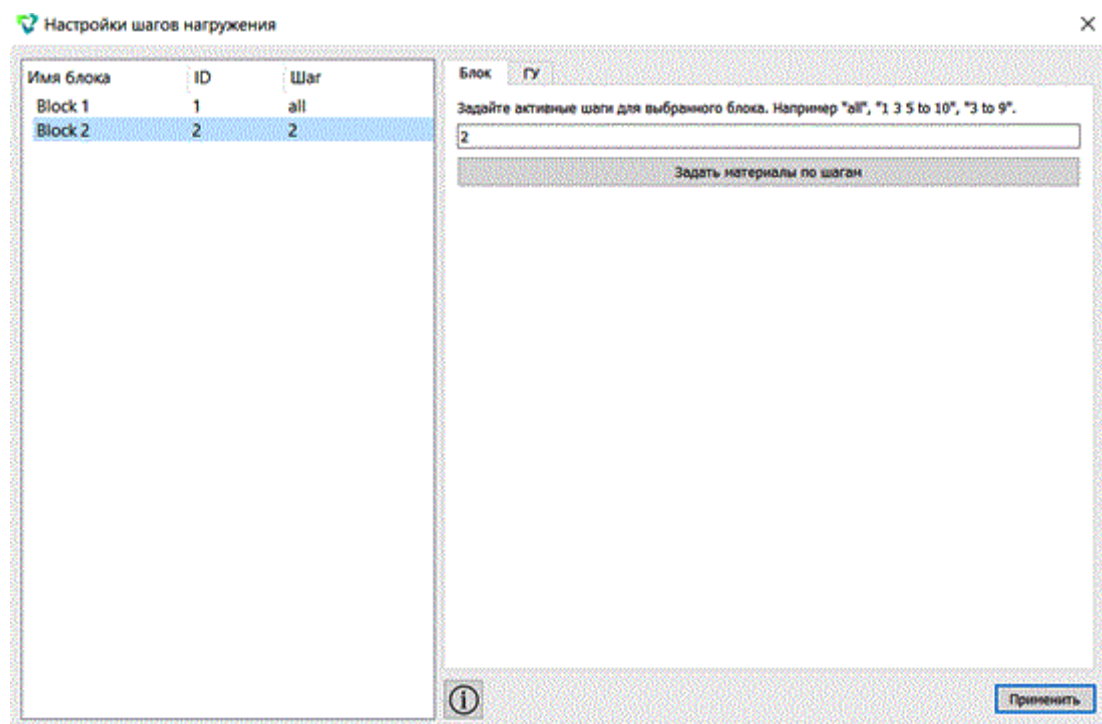 Настройки шагов нагружения
Имя блока ID Шаг
Block 1 1 all
Block 2 2 2
Блок ГУ
Задайте активные шаги для выбранного блока. Например "all", "1 3 5 to 10", "3 to 9".
2
Задать материалы по шагам
Применить